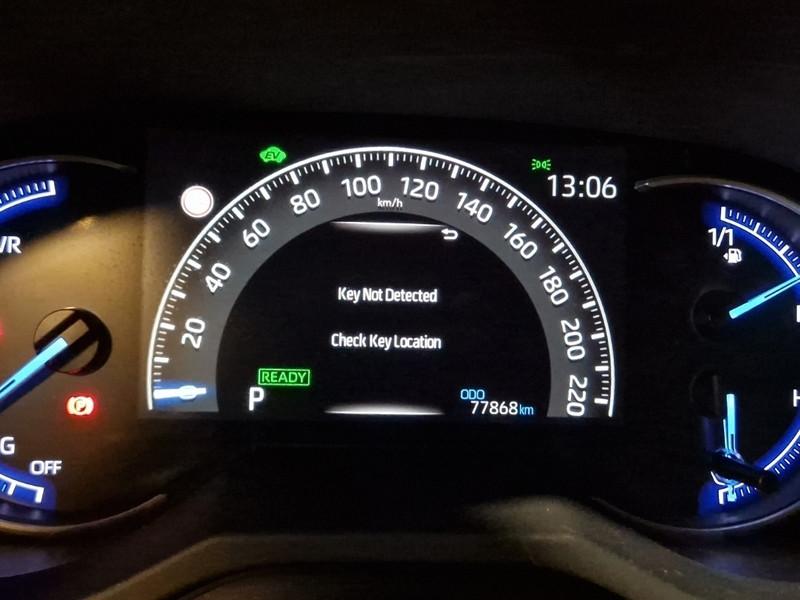 EV
13:06
100
120
80
km/h
140
60
160
40
180
20
200
220
WR
1/1
Key Not Detected
Check Key Location
READY
P
ODO
77868 km
P
G
OFF
H